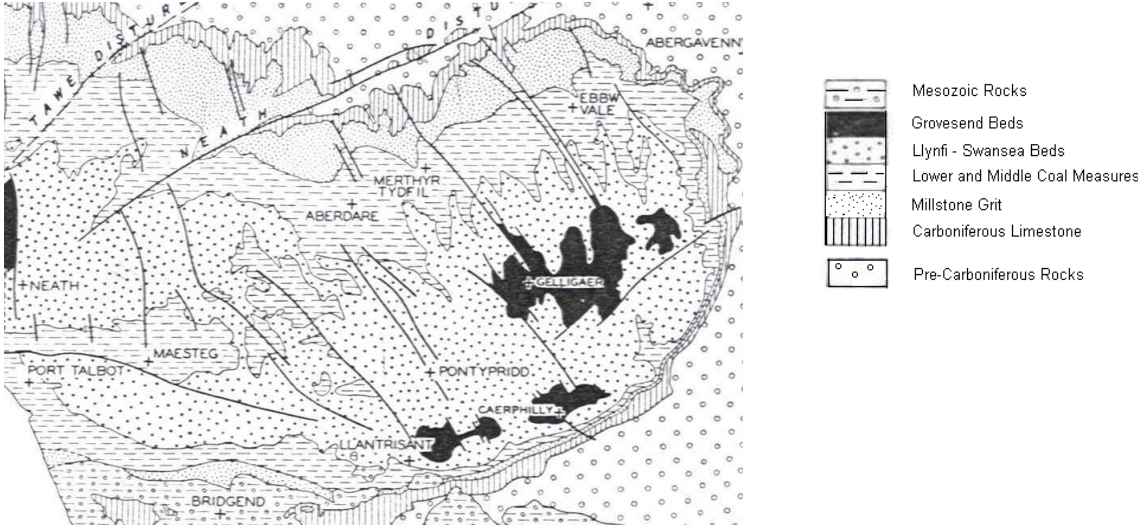 TAWE DISTUR
NEATH DISTU
ABERGAVENN
EBBW
VALE
MERTHYR
TYDFIL
ABERDARE
NEATH
GELLIGAER
MAESTEG
PORT TALBOT
PONTYPRIDD
CAERPHILLY
LLANTRISANT
BRIDGEND
Mesozoic Rocks
Grovesend Beds
Llynfi - Swansea Beds
Lower and Middle Coal Measures
Millstone Grit
Carboniferous Limestone
Pre-Carboniferous Rocks